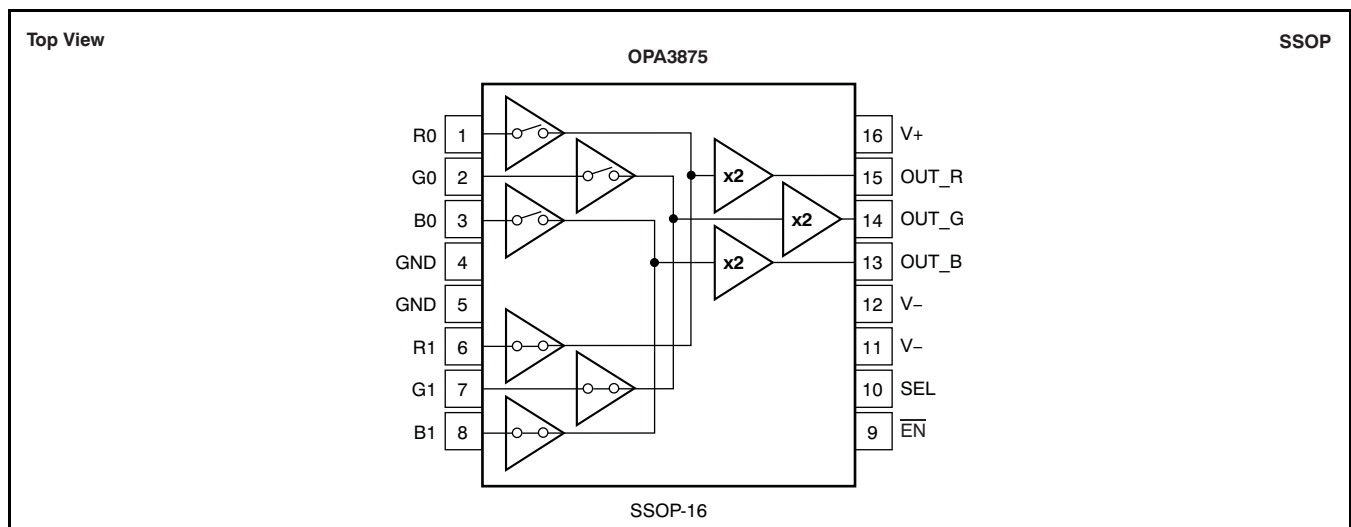 Top View
SSOP
OPA3875
R0 1
G0 2
B0 3
GND 4
GND 5
R1 6
G1 7
B1 8
x2
x2
x2
16 V+
15 OUT_R
14 OUT_G
13 OUT_B
12 V−
11 V−
10 SEL
9 EN
SSOP-16